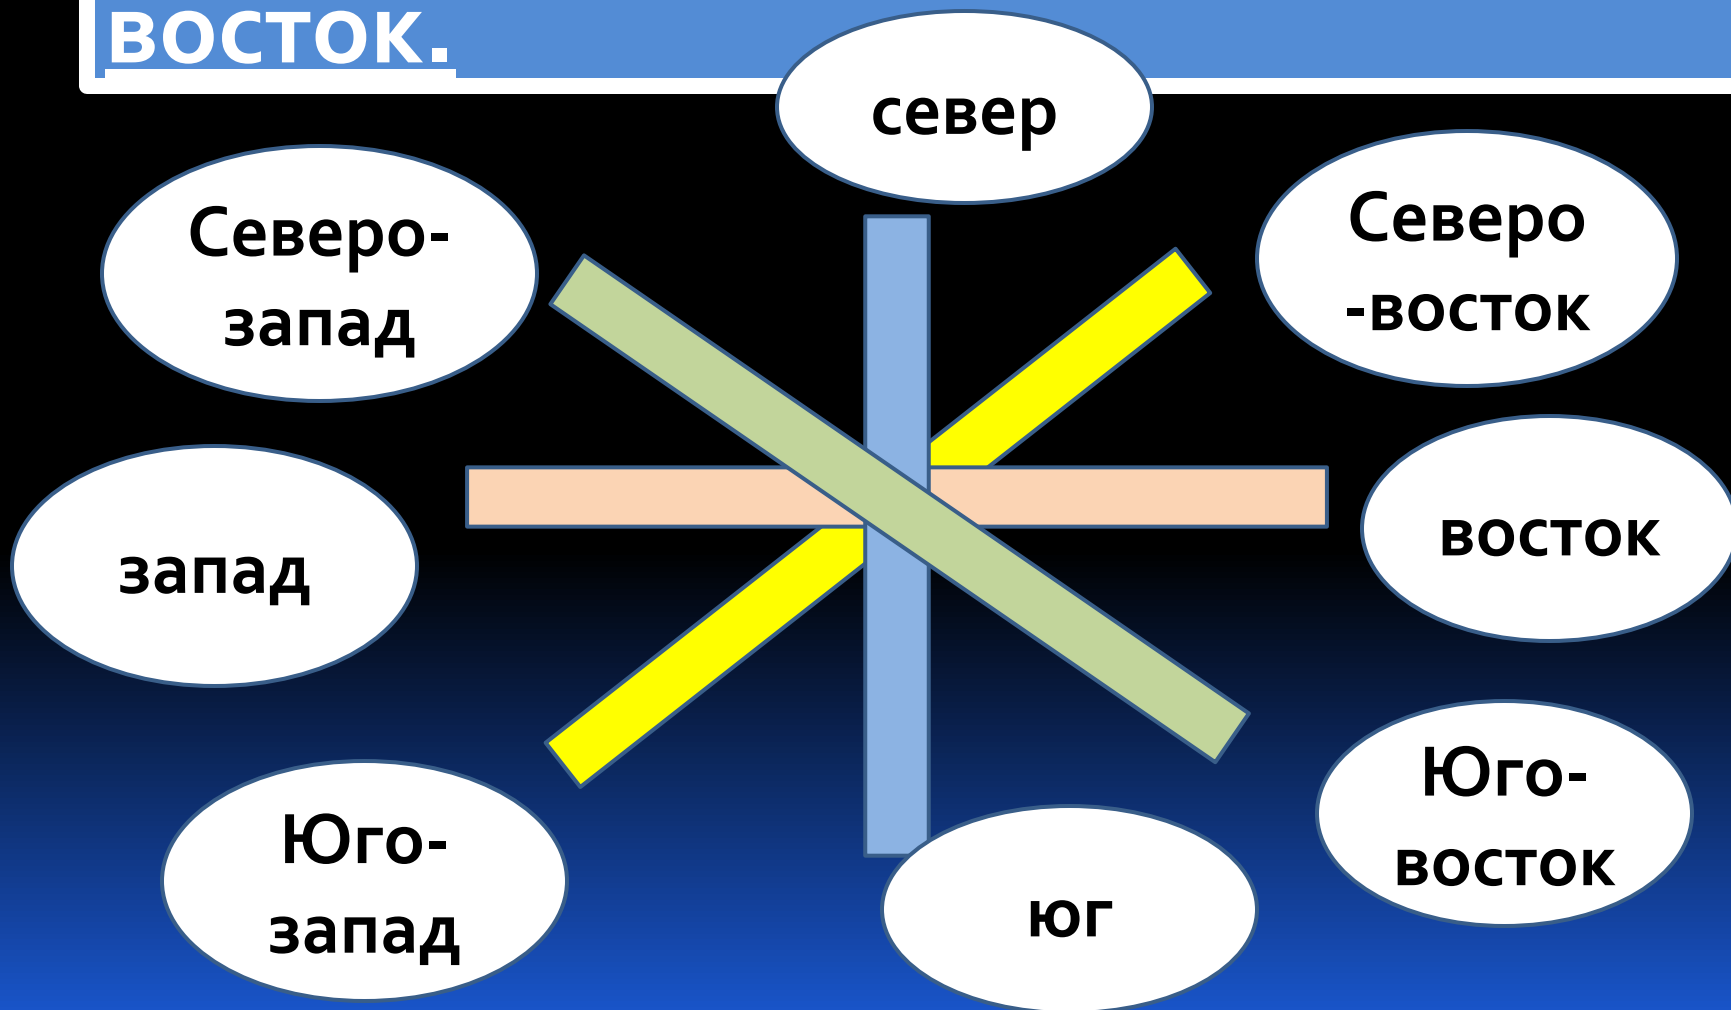 ВОСТОК.
север
Северо-
запад
Северо
-восток
запад
восток
Юго-
запад
юг
Юго-
восток